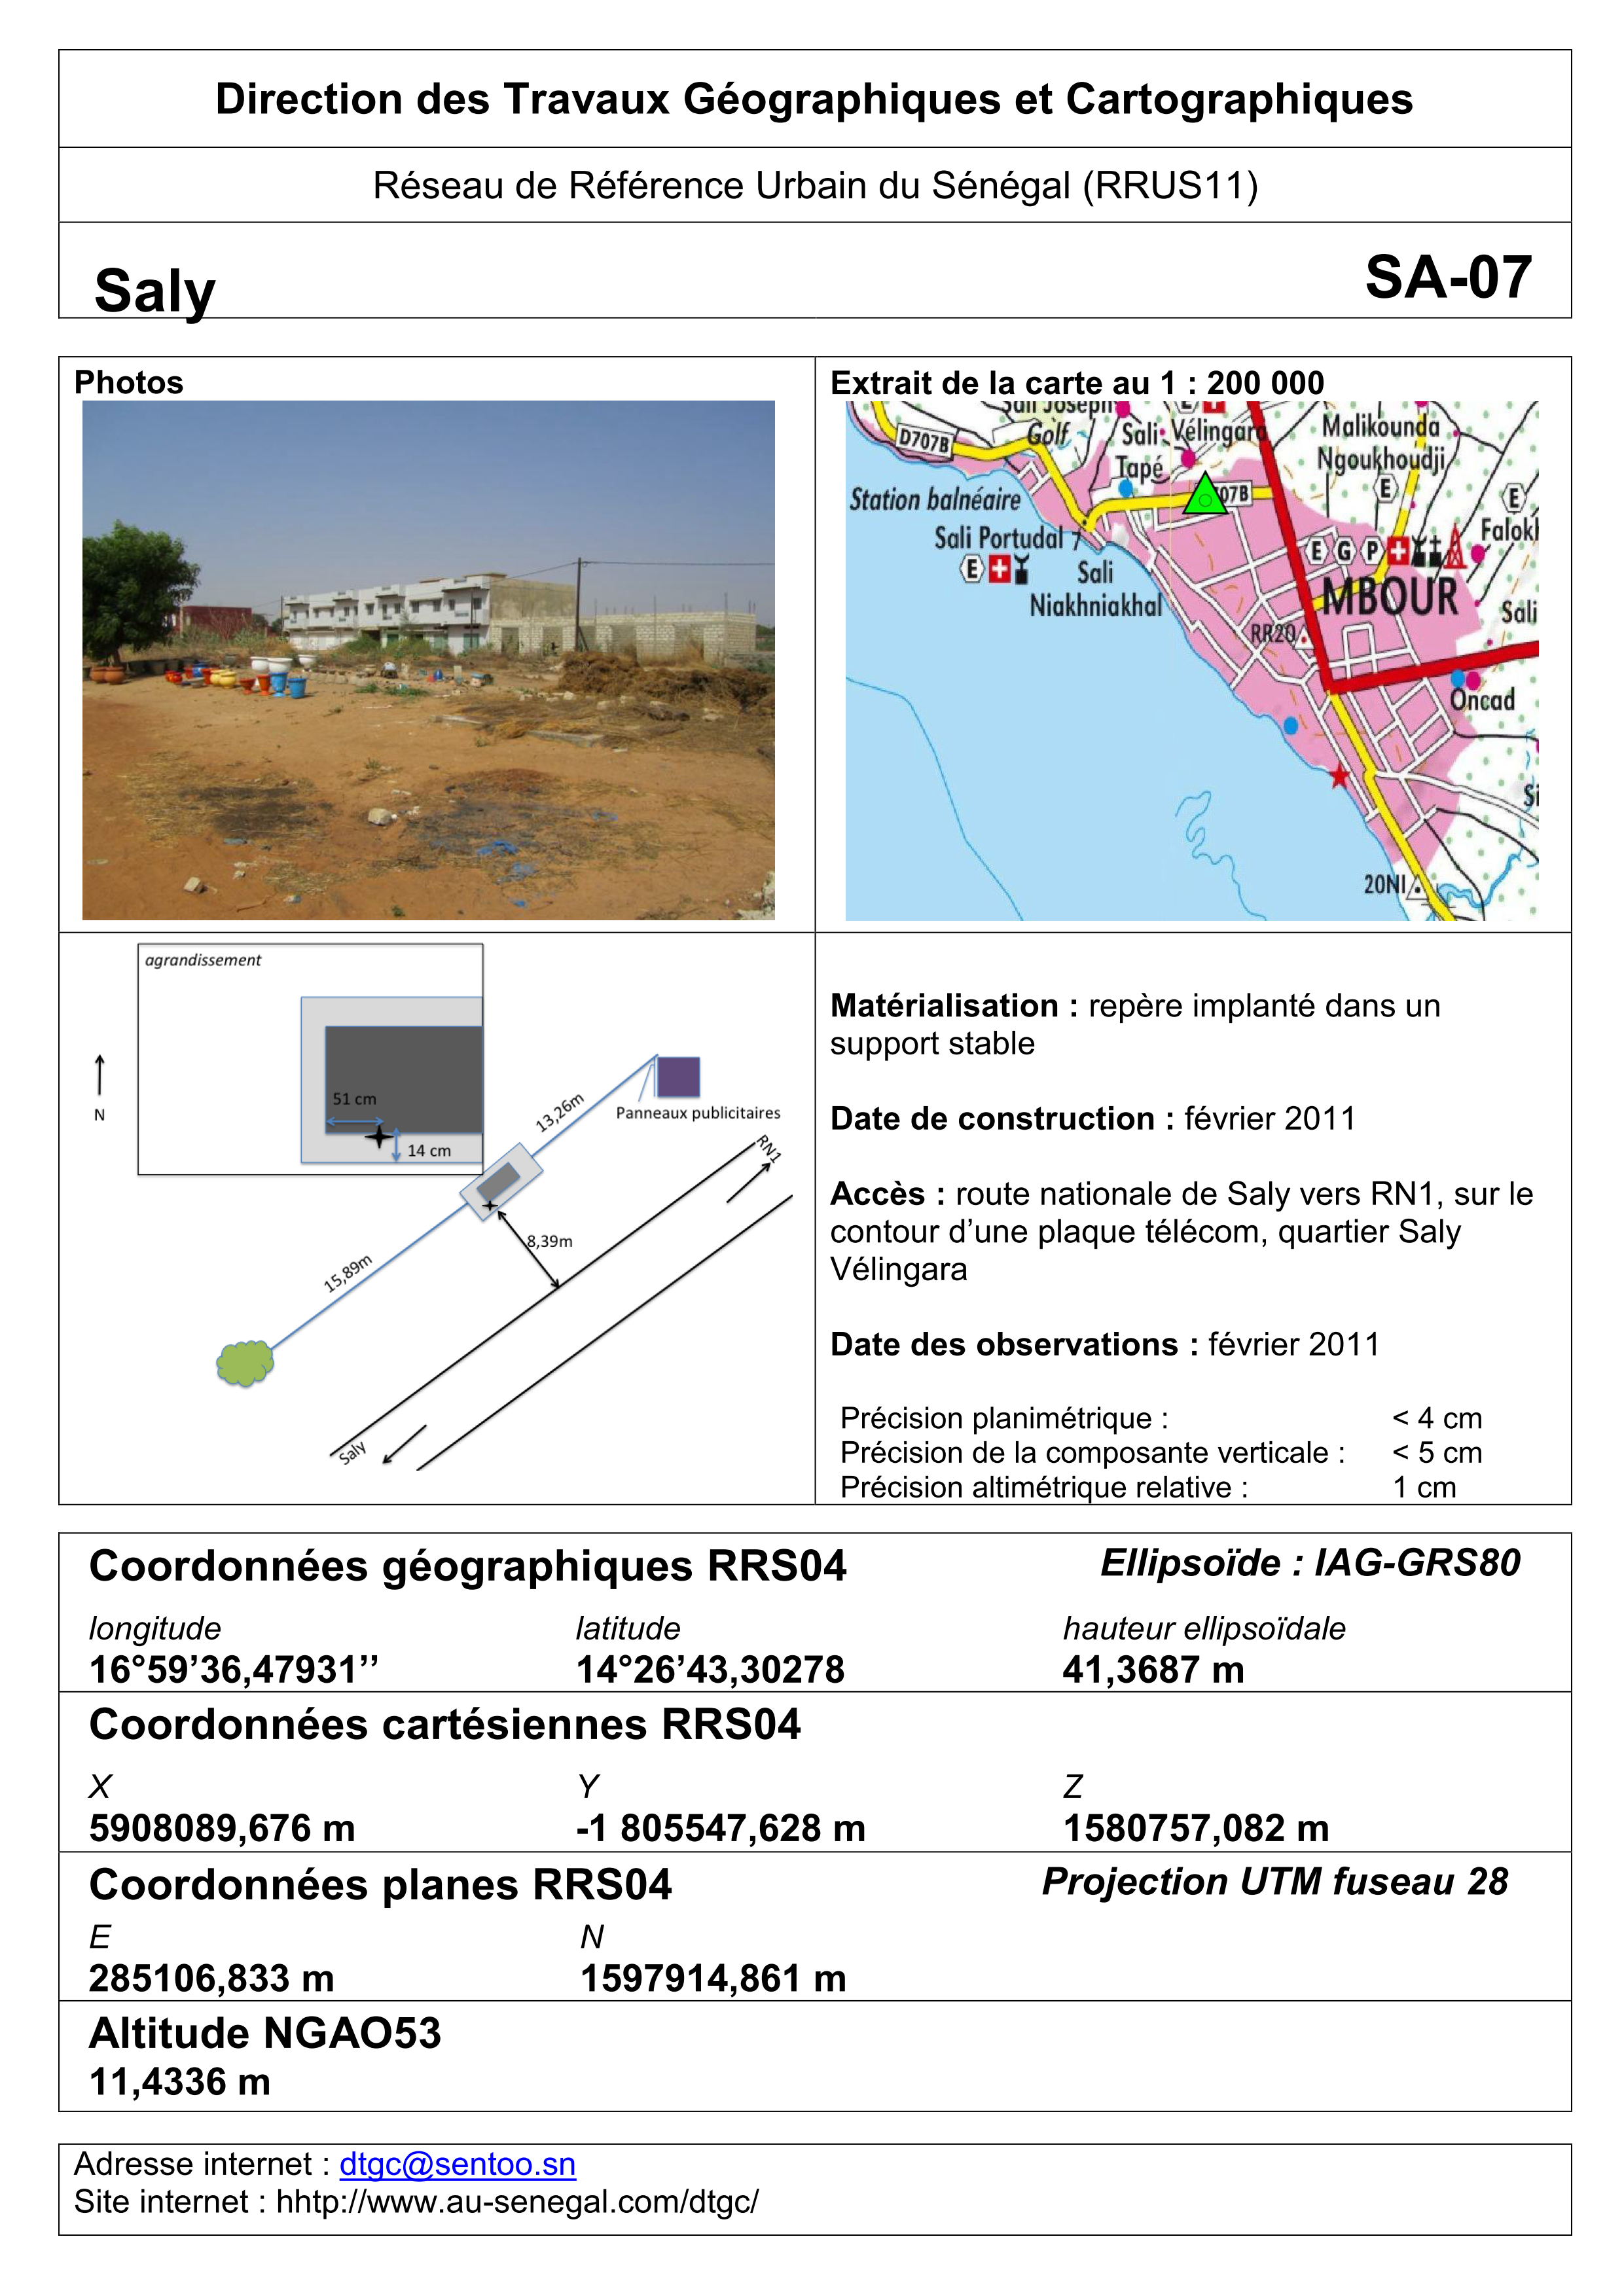 Direction des Travaux Géographiques et Cartographiques
Réseau de Référence Urbain du Sénégal (RRUS11)
Saly
SA-07
Photos
Extrait de la carte au 1 : 200 000
Sali Joseph
E
D707B
Golf
Sali
Vélingara
Malikounda
Ngoukhoudji
Tapé
E
Station balnéaire
707B
E
Falokh
Sali Portudal
E G P
E
Sali
Niakhniakhal
MBOUR
Sali
RR20
Oncad
Si
20NI
agrandissement
51 cm
14 cm
N
13,26m
Panneaux publicitaires
RN1
8,39m
15,89m
Saly
Matérialisation : repère implanté dans un
support stable
Date de construction : février 2011
Accès : route nationale de Saly vers RN1, sur le
contour d’une plaque télécom, quartier Saly
Vélingara
Date des observations : février 2011
Précision planimétrique : < 4 cm
Précision de la composante verticale : < 5 cm
Précision altimétrique relative : 1 cm
Coordonnées géographiques RRS04 Ellipsoïde : IAG-GRS80
longitude latitude hauteur ellipsoïdale
16°59’36,47931’’ 14°26’43,30278 41,3687 m
Coordonnées cartésiennes RRS04
X Y Z
5908089,676 m -1 805547,628 m 1580757,082 m
Coordonnées planes RRS04 Projection UTM fuseau 28
E N
285106,833 m 1597914,861 m
Altitude NGAO53
11,4336 m
Adresse internet : dtgc@sentoo.sn
Site internet : hhtp://www.au-senegal.com/dtgc/